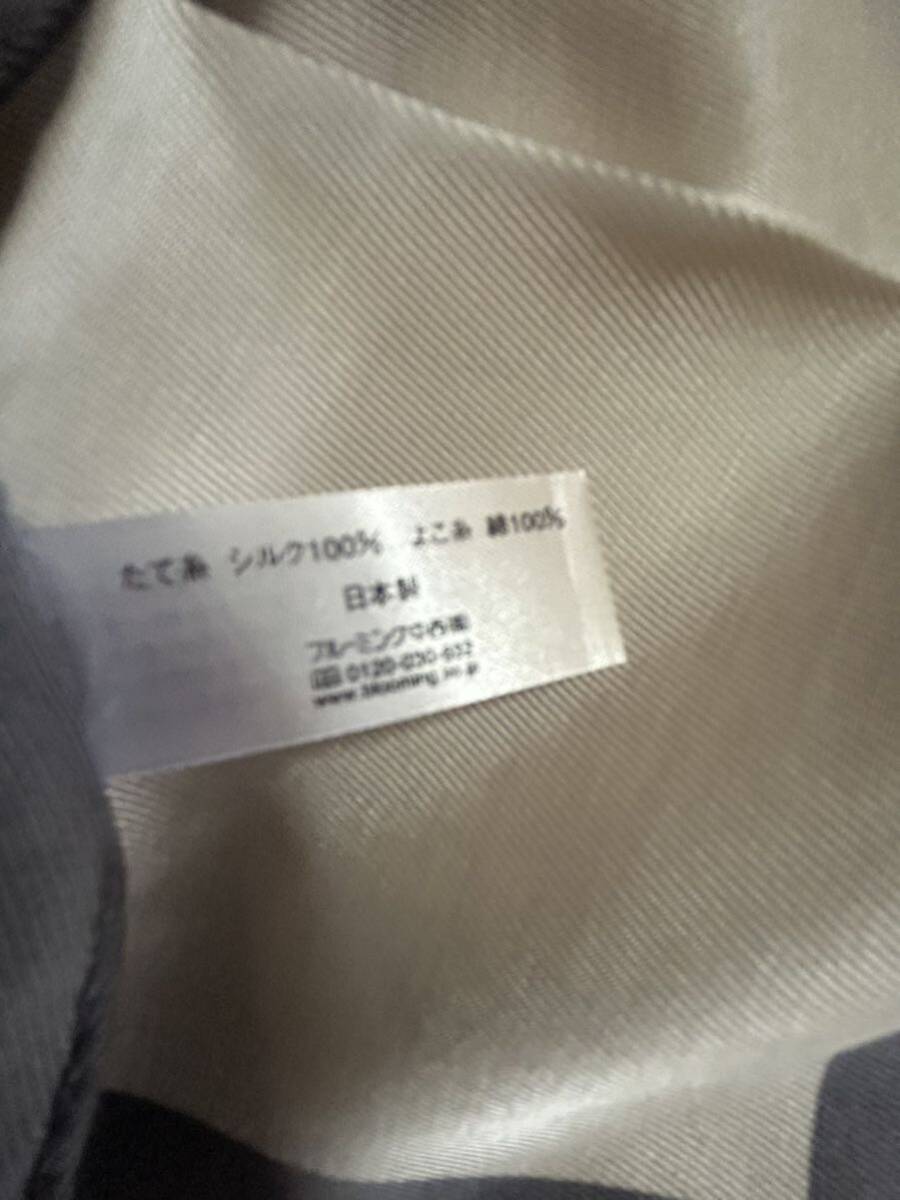 たて糸 シルク100% よこ糸 綿100%
日本製
ブルーミング中西㈱
0120-030-632
www.blooming.co.jp